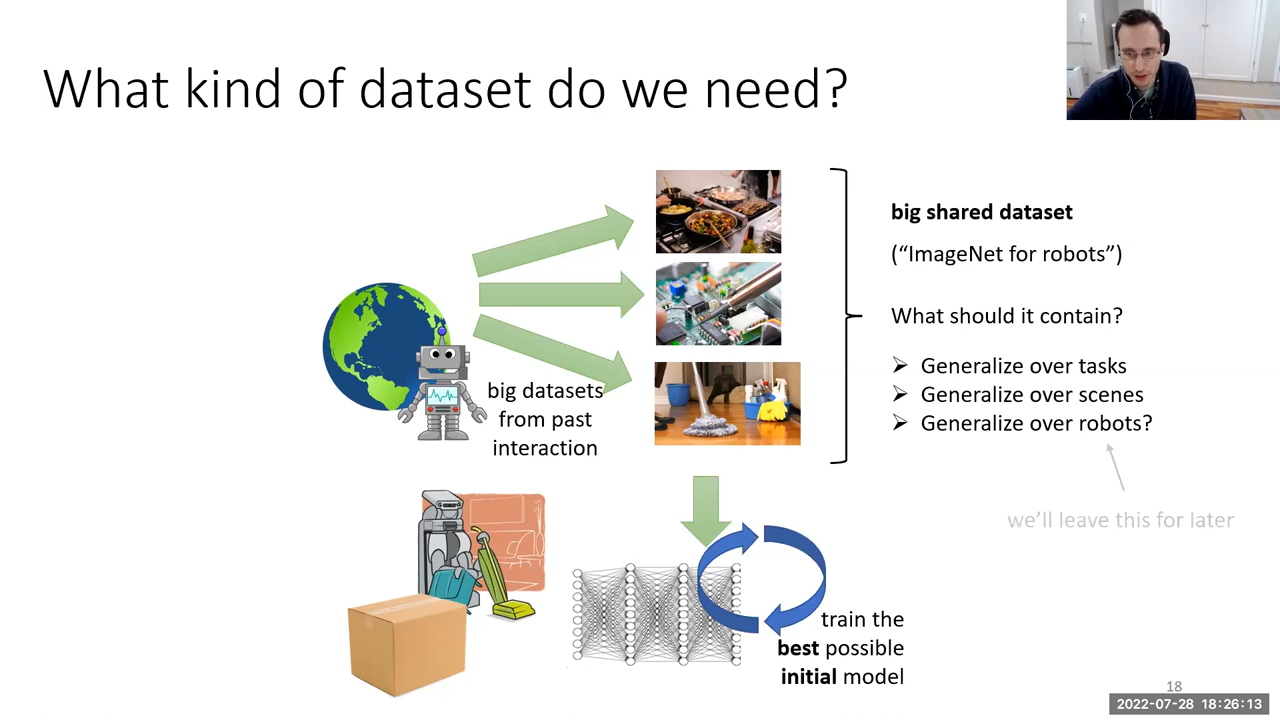 What kind of dataset do we need?
big shared dataset
(“ImageNet for robots”)
What should it contain?
Generalize over tasks
Generalize over scenes
Generalize over robots?
we’ll leave this for later
big datasets
from past
interaction
train the
best possible
initial model
18
2022-07-28 18:26:13